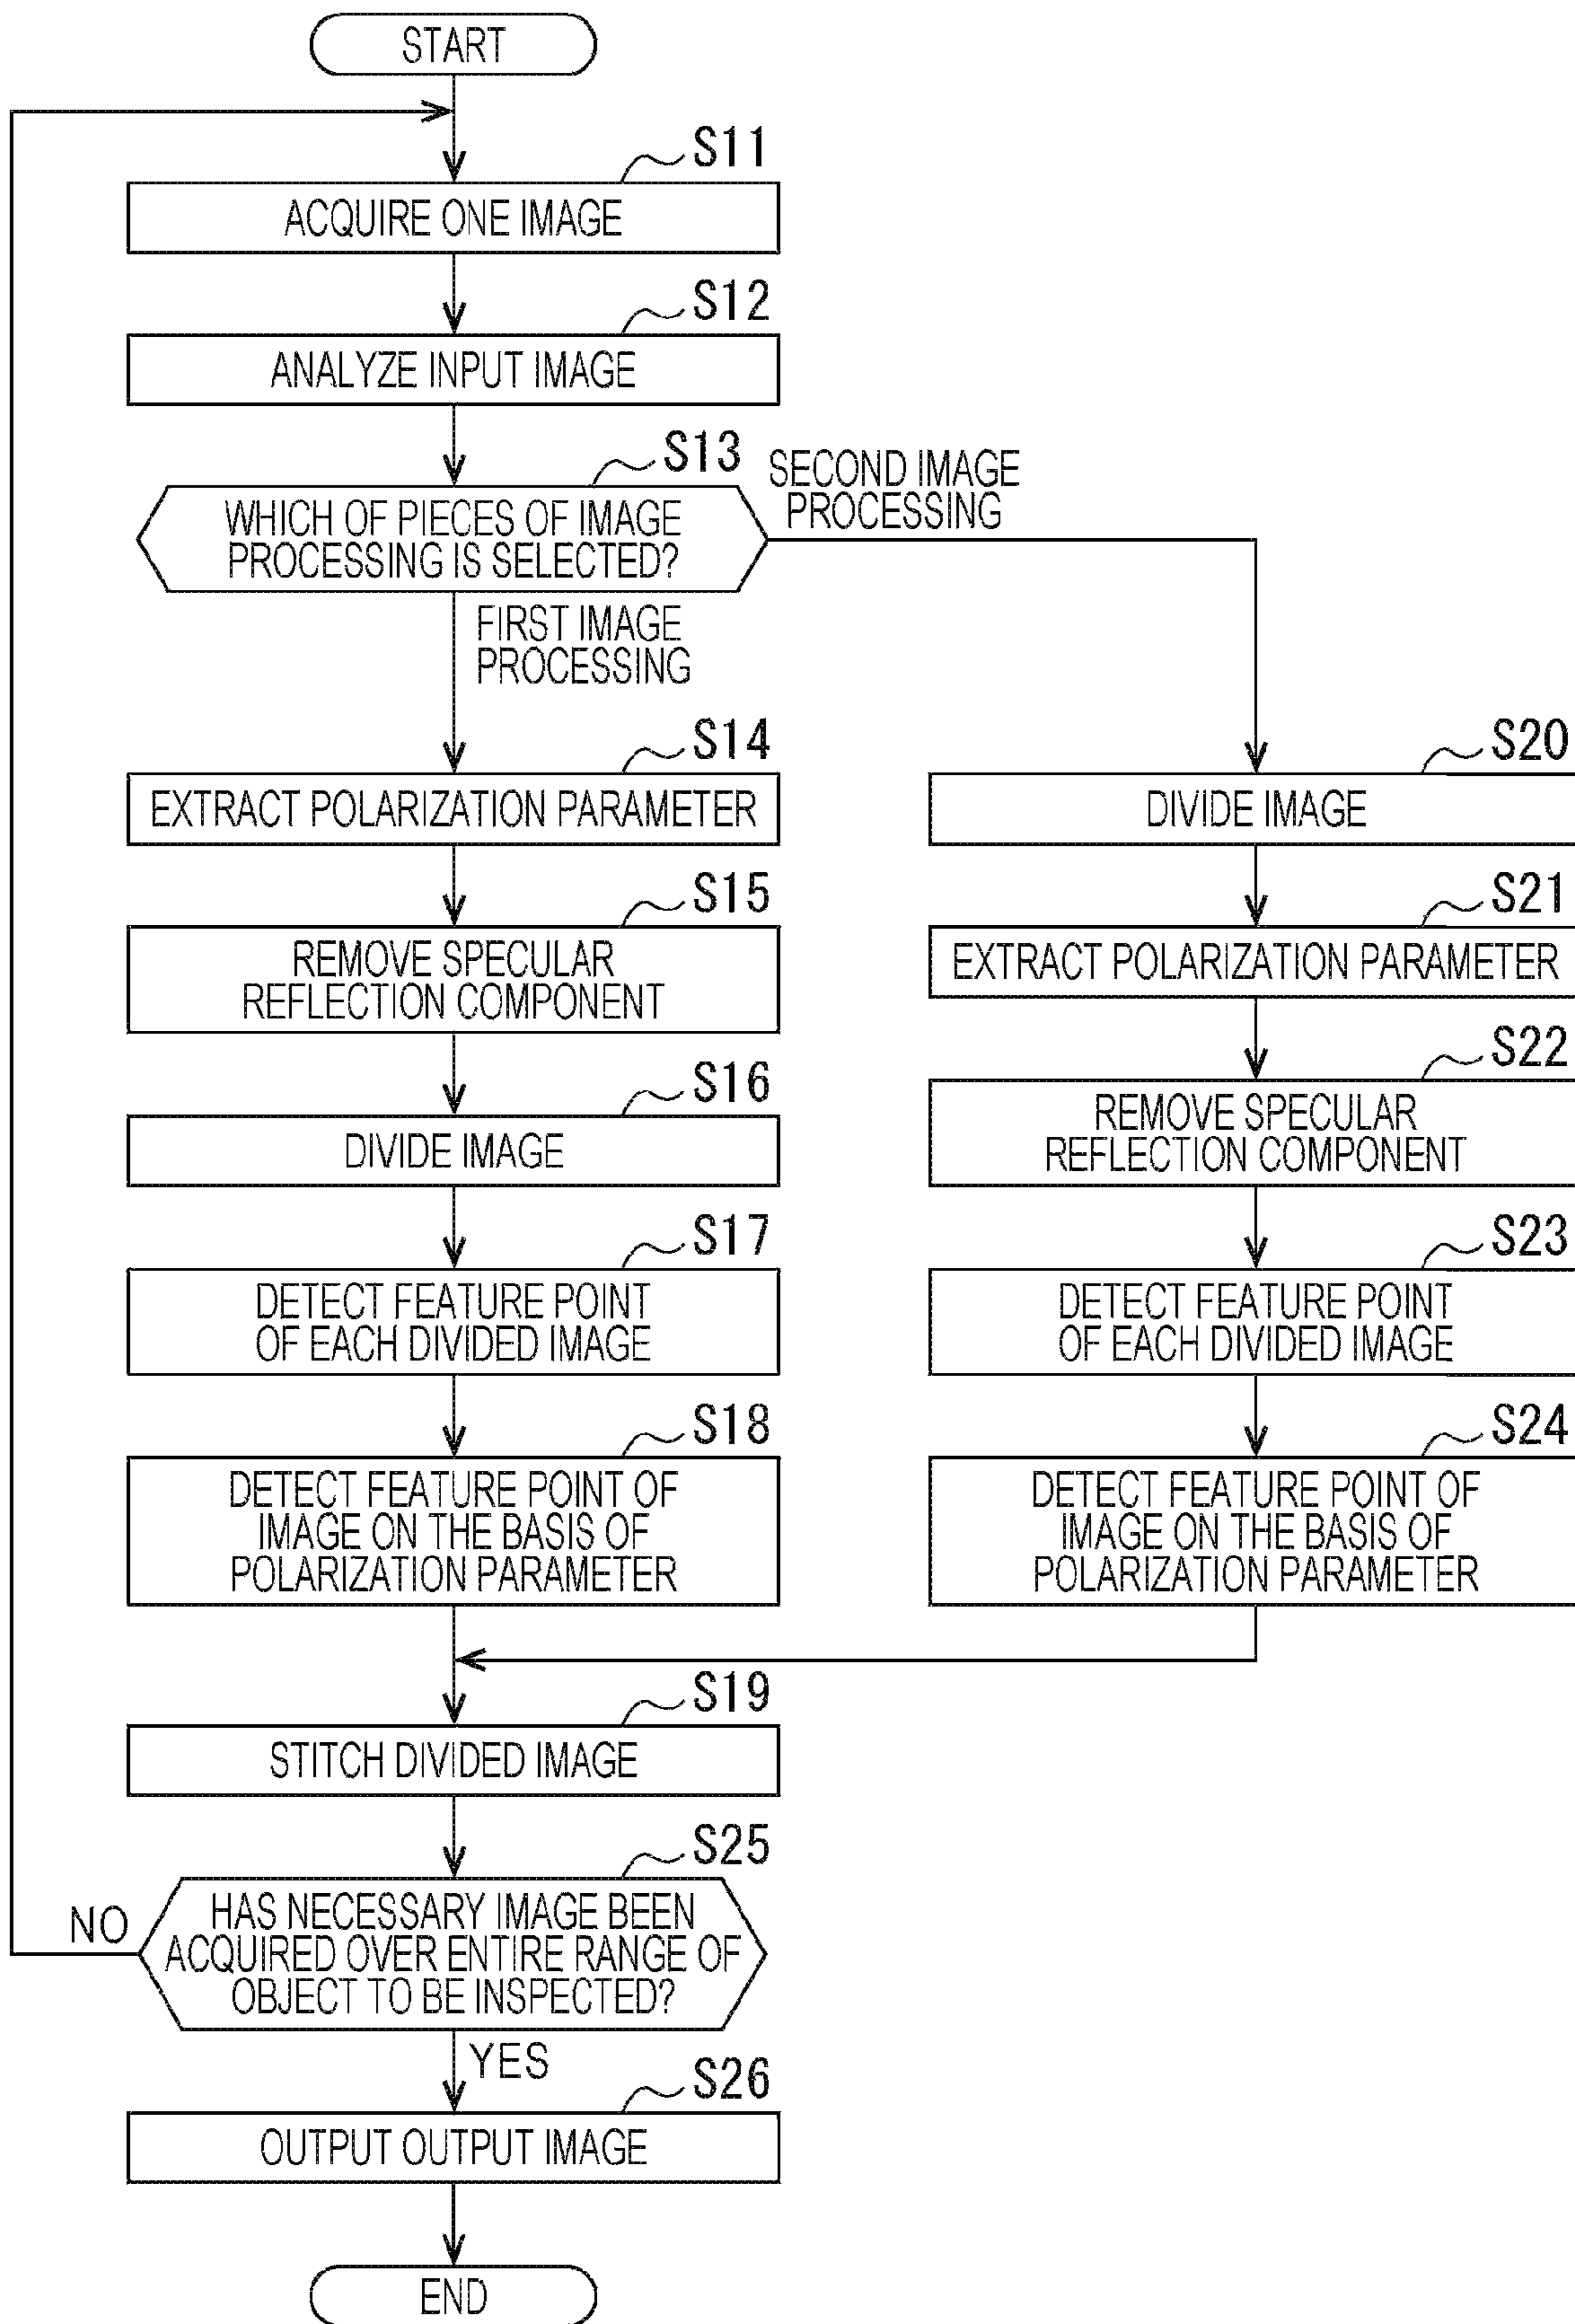 START
S11
ACQUIRE ONE IMAGE
S12
ANALYZE INPUT IMAGE
S13
WHICH OF PIECES OF IMAGE
PROCESSING IS SELECTED?
SECOND IMAGE
PROCESSING
FIRST IMAGE
PROCESSING
S14
EXTRACT POLARIZATION PARAMETER
S15
REMOVE SPECULAR
REFLECTION COMPONENT
S16
DIVIDE IMAGE
S17
DETECT FEATURE POINT
OF EACH DIVIDED IMAGE
S18
DETECT FEATURE POINT OF
IMAGE ON THE BASIS OF
POLARIZATION PARAMETER
S20
DIVIDE IMAGE
S21
EXTRACT POLARIZATION PARAMETER
S22
REMOVE SPECULAR
REFLECTION COMPONENT
S23
DETECT FEATURE POINT
OF EACH DIVIDED IMAGE
S24
DETECT FEATURE POINT OF
IMAGE ON THE BASIS OF
POLARIZATION PARAMETER
S19
STITCH DIVIDED IMAGE
S25
HAS NECESSARY IMAGE BEEN
ACQUIRED OVER ENTIRE RANGE OF
OBJECT TO BE INSPECTED?
NO
YES
S26
OUTPUT OUTPUT IMAGE
END